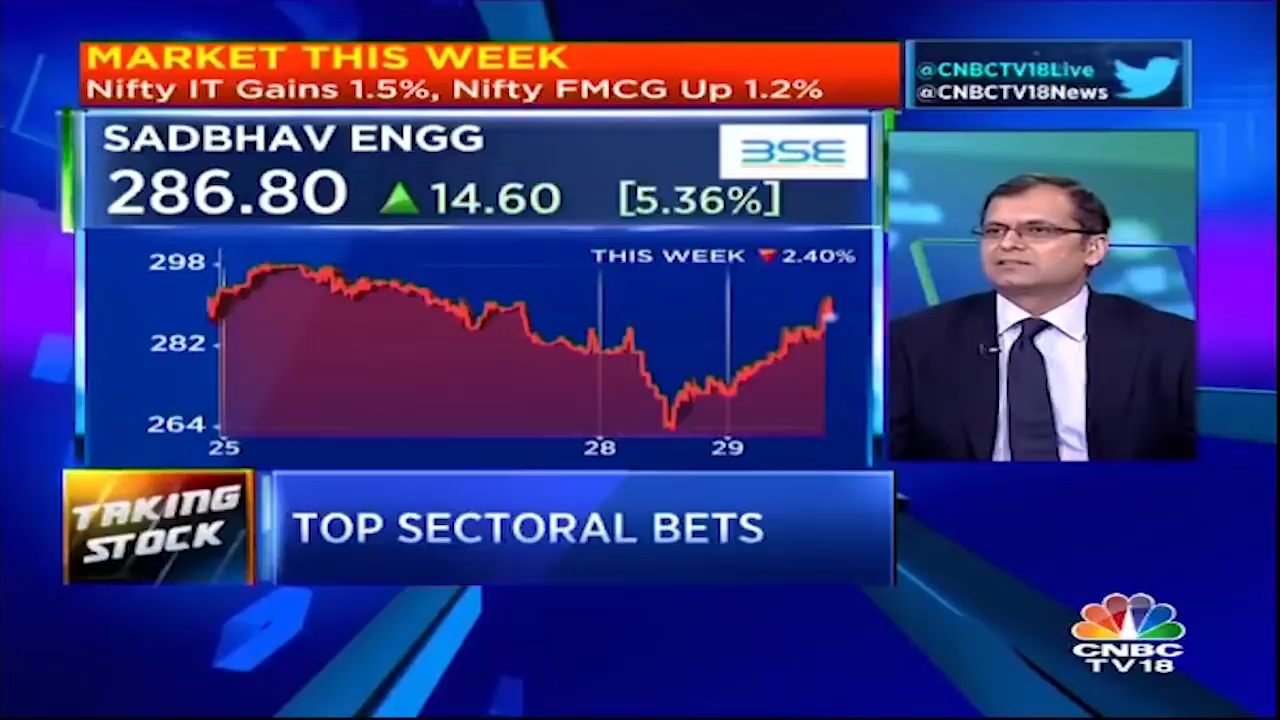 MARKET THIS WEEK
Nifty IT Gains 1.5%, Nifty FMCG Up 1.2%
@CNBCTV18Live
@CNBCTV18News
SADBHAV ENGG
BSE
286.80 ▲ 14.60 [5.36%]
THIS WEEK ▼ 2.40%
298
282
264
25 28 29
TAKING STOCK
TOP SECTORAL BETS
CNBC
TV18